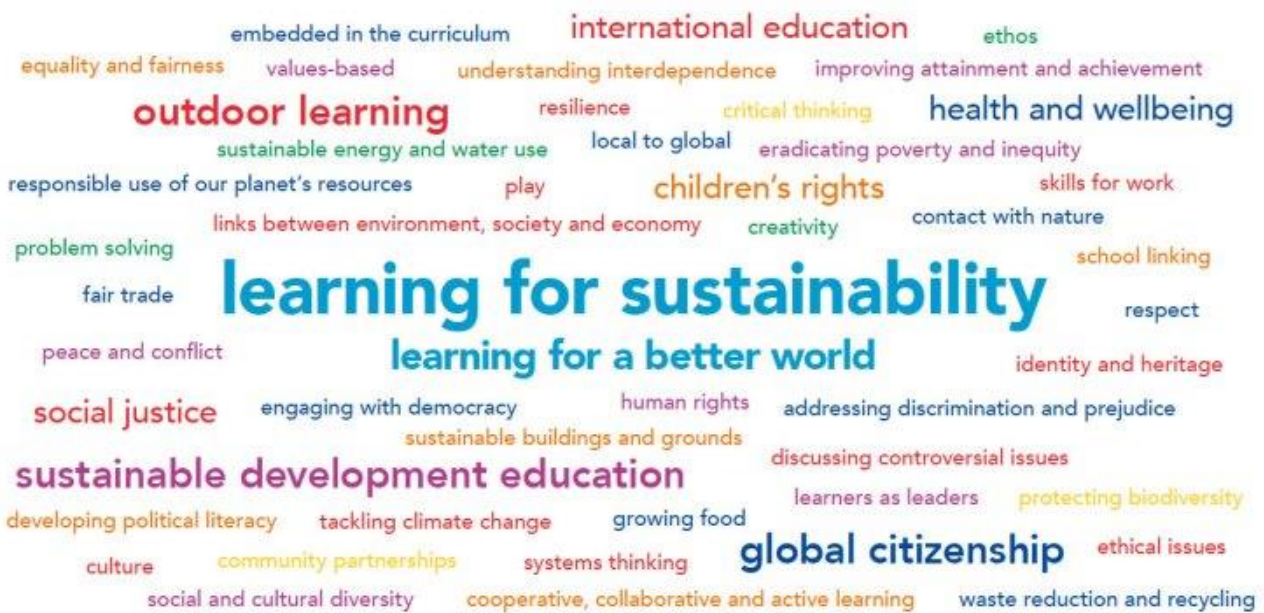 embedded in the curriculum international education ethos
equality and fairness values-based understanding interdependence improving attainment and achievement
outdoor learning resilience critical thinking health and wellbeing
sustainable energy and water use local to global eradicating poverty and inequity
responsible use of our planet's resources play children's rights skills for work
links between environment, society and economy creativity contact with nature
problem solving school linking
fair trade learning for sustainability respect
peace and conflict learning for a better world identity and heritage
social justice engaging with democracy human rights addressing discrimination and prejudice
sustainable buildings and grounds
sustainable development education discussing controversial issues
learners as leaders protecting biodiversity
developing political literacy tackling climate change growing food
culture community partnerships systems thinking global citizenship ethical issues
social and cultural diversity cooperative, collaborative and active learning waste reduction and recycling